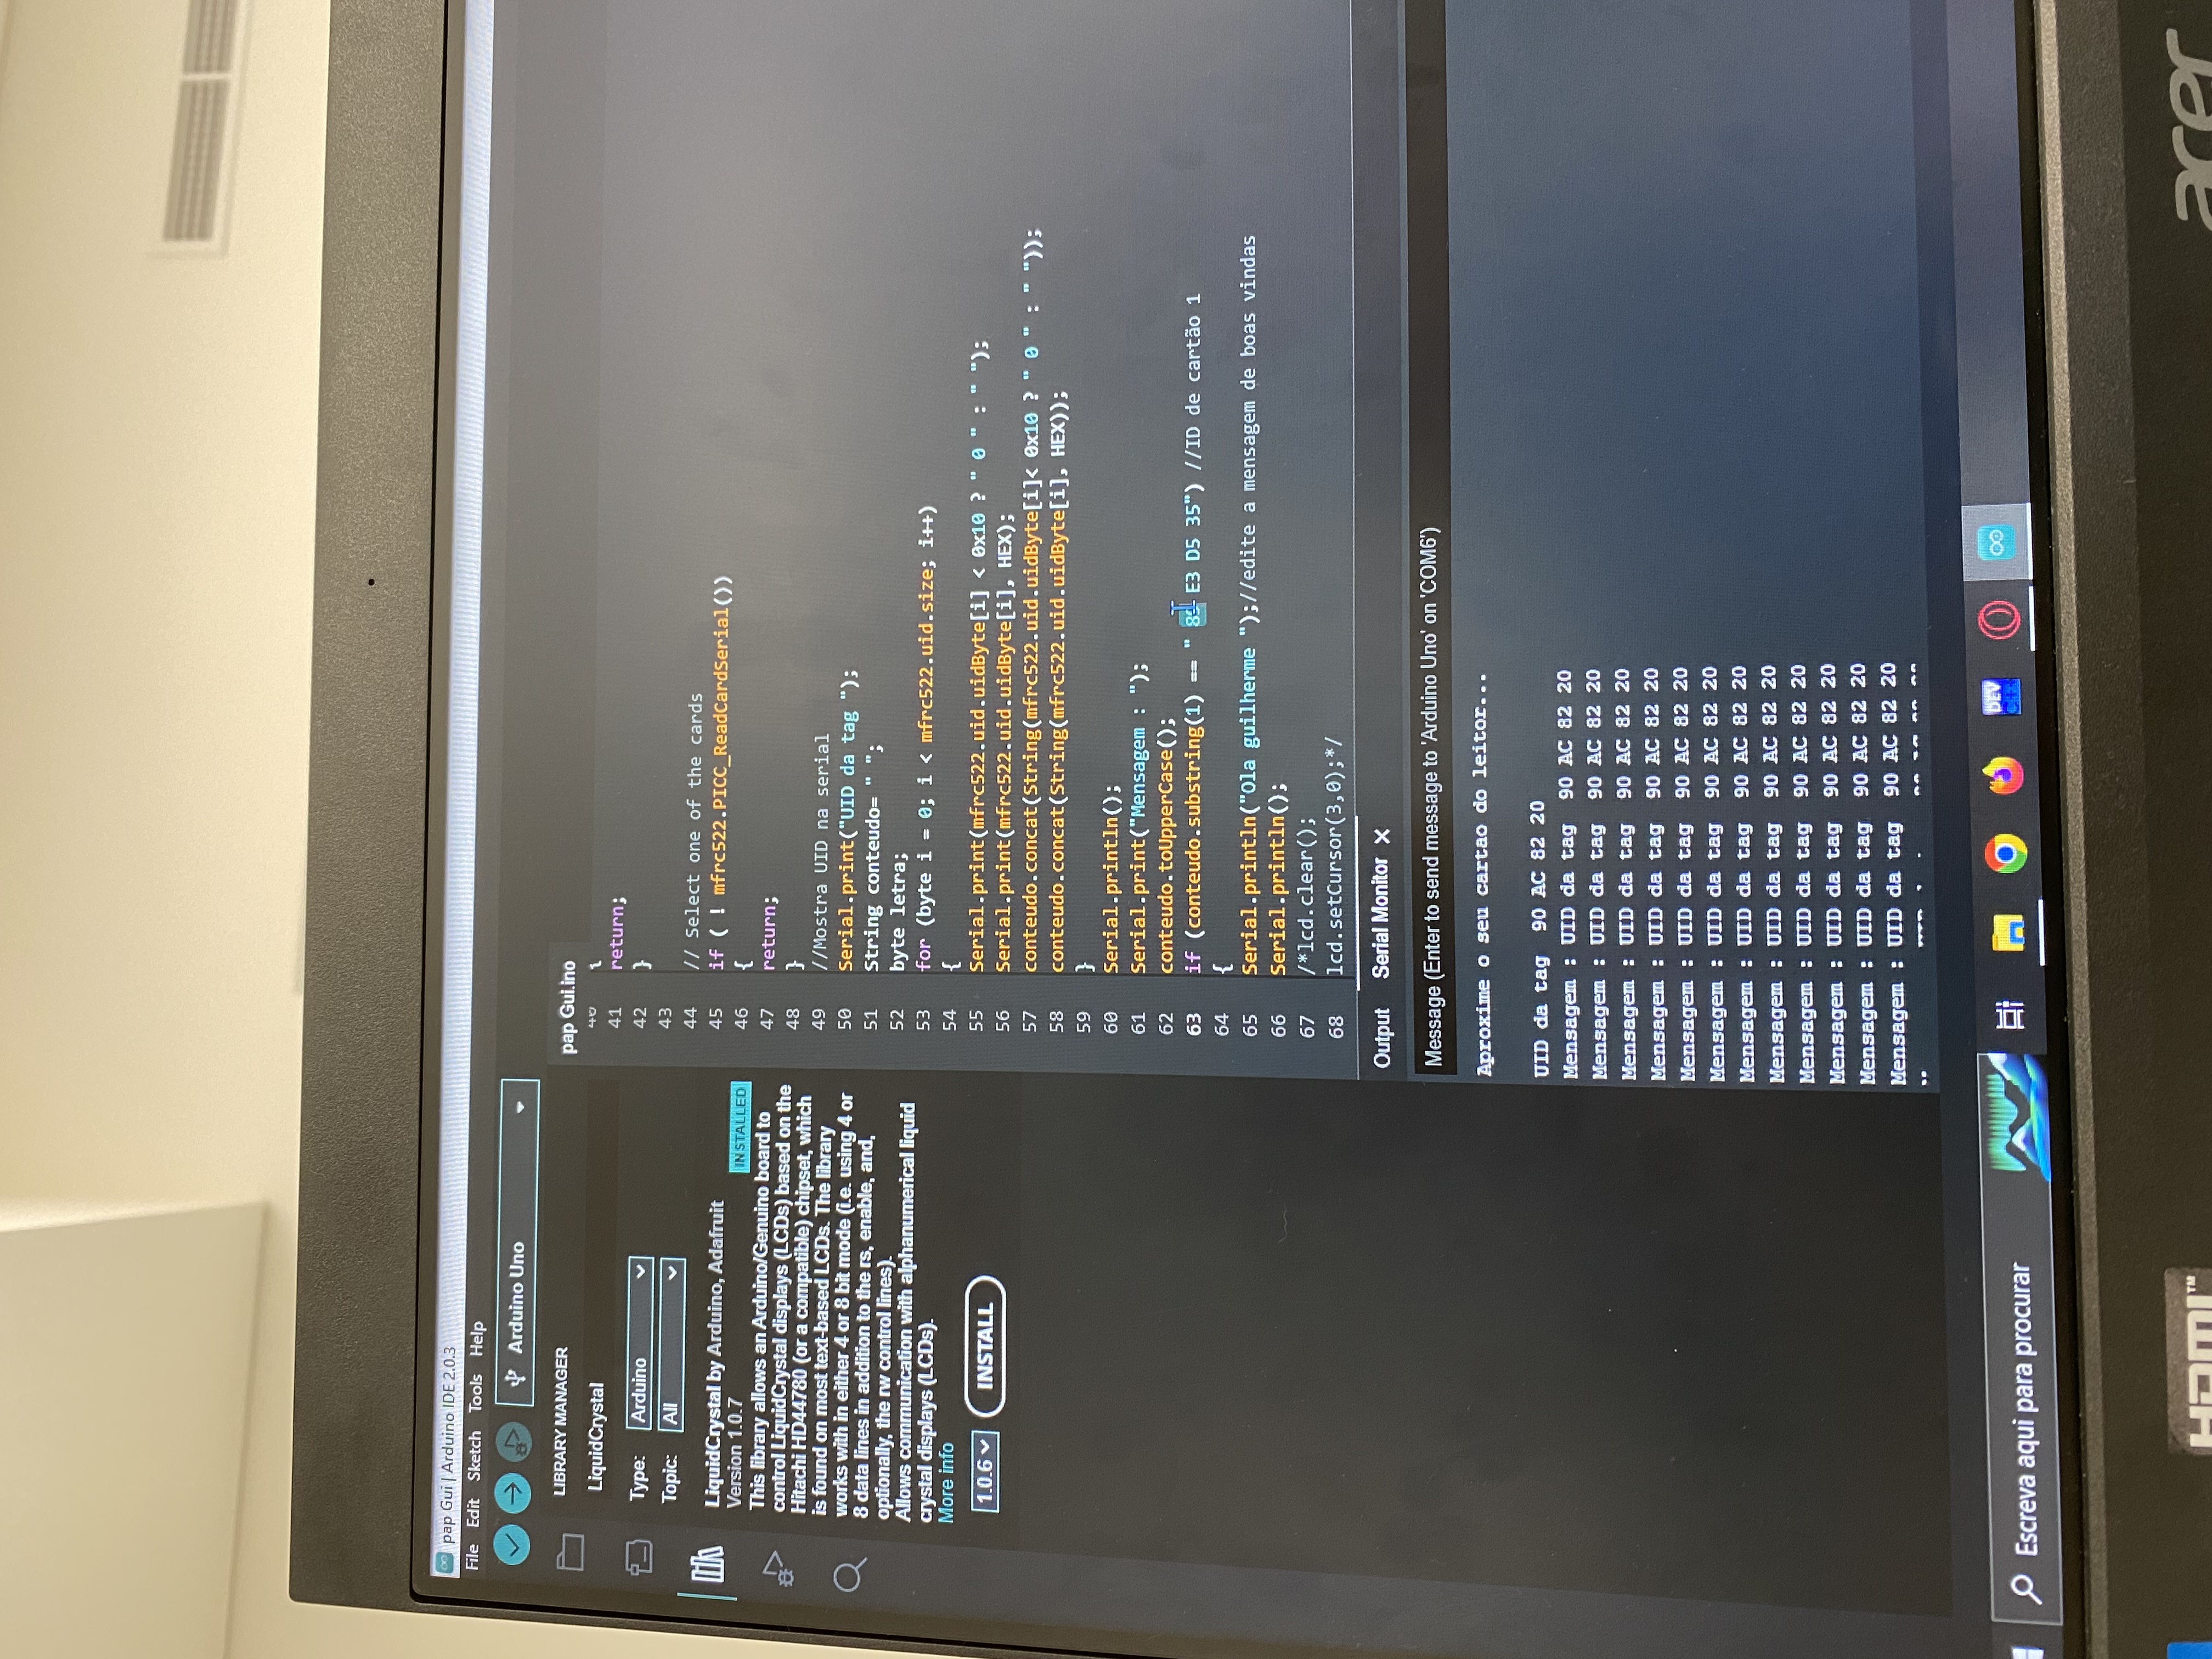 pap Gui | Arduino IDE 2.0.3
File Edit Sketch Tools Help
Arduino Uno
LIBRARY MANAGER
LiquidCrystal
Type: Arduino
Topic: All
LiquidCrystal by Arduino, Adafruit
Version 1.0.7
INSTALLED
This library allows an Arduino/Genuino board to
control LiquidCrystal displays (LCDs) based on the
Hitachi HD44780 (or a compatible) chipset, which
is found on most text-based LCDs. The library
works with in either 4 or 8 bit mode (i.e. using 4 or
8 data lines in addition to the rs, enable, and,
optionally, the rw control lines).
Allows communication with alphanumerical liquid
crystal displays (LCDs).
More info
1.0.6 INSTALL
pap Gui.ino
40 {
41 return;
42 }
43
44 // Select one of the cards
45 if ( ! mfrc522.PICC_ReadCardSerial())
46 {
47 return;
48 }
49 //Mostra UID na serial
50 Serial.print("UID da tag ");
51 String conteudo= " ";
52 byte letra;
53 for (byte i = 0; i < mfrc522.uid.size; i++)
54 {
55 Serial.print(mfrc522.uid.uidByte[i] < 0x10 ? " 0 " : " ");
56 Serial.print(mfrc522.uid.uidByte[i], HEX);
57 conteudo.concat(String(mfrc522.uid.uidByte[i]< 0x10 ? " 0 " : " "));
58 conteudo.concat(String(mfrc522.uid.uidByte[i], HEX));
59 }
60 Serial.println();
61 Serial.print("Mensagem : ");
62 conteudo.toUpperCase();
63 if (conteudo.substring(1) == " E3 D5 35") //ID de cartão 1
64 {
65 Serial.println("Ola guilherme ");//edite a mensagem de boas vindas
66 Serial.println();
67 /*lcd.clear();
68 lcd.setCursor(3,0);*/
Output Serial Monitor
Message (Enter to send message to 'Arduino Uno' on 'COM6')
Aproxime o seu cartao do leitor...
UID da tag 90 AC 82 20
Mensagem : UID da tag 90 AC 82 20
Mensagem : UID da tag 90 AC 82 20
Mensagem : UID da tag 90 AC 82 20
Mensagem : UID da tag 90 AC 82 20
Mensagem : UID da tag 90 AC 82 20
Mensagem : UID da tag 90 AC 82 20
Mensagem : UID da tag 90 AC 82 20
Mensagem : UID da tag 90 AC 82 20
Mensagem : UID da tag 90 AC 82 20
Mensagem : UID da tag 90 AC 82 20
Mensagem : UID da tag 90 AC 82 20
Mensagem : UID da tag 90 AC 82 20
Escreva aqui para procurar
DEV
C++
HDMI™
acer